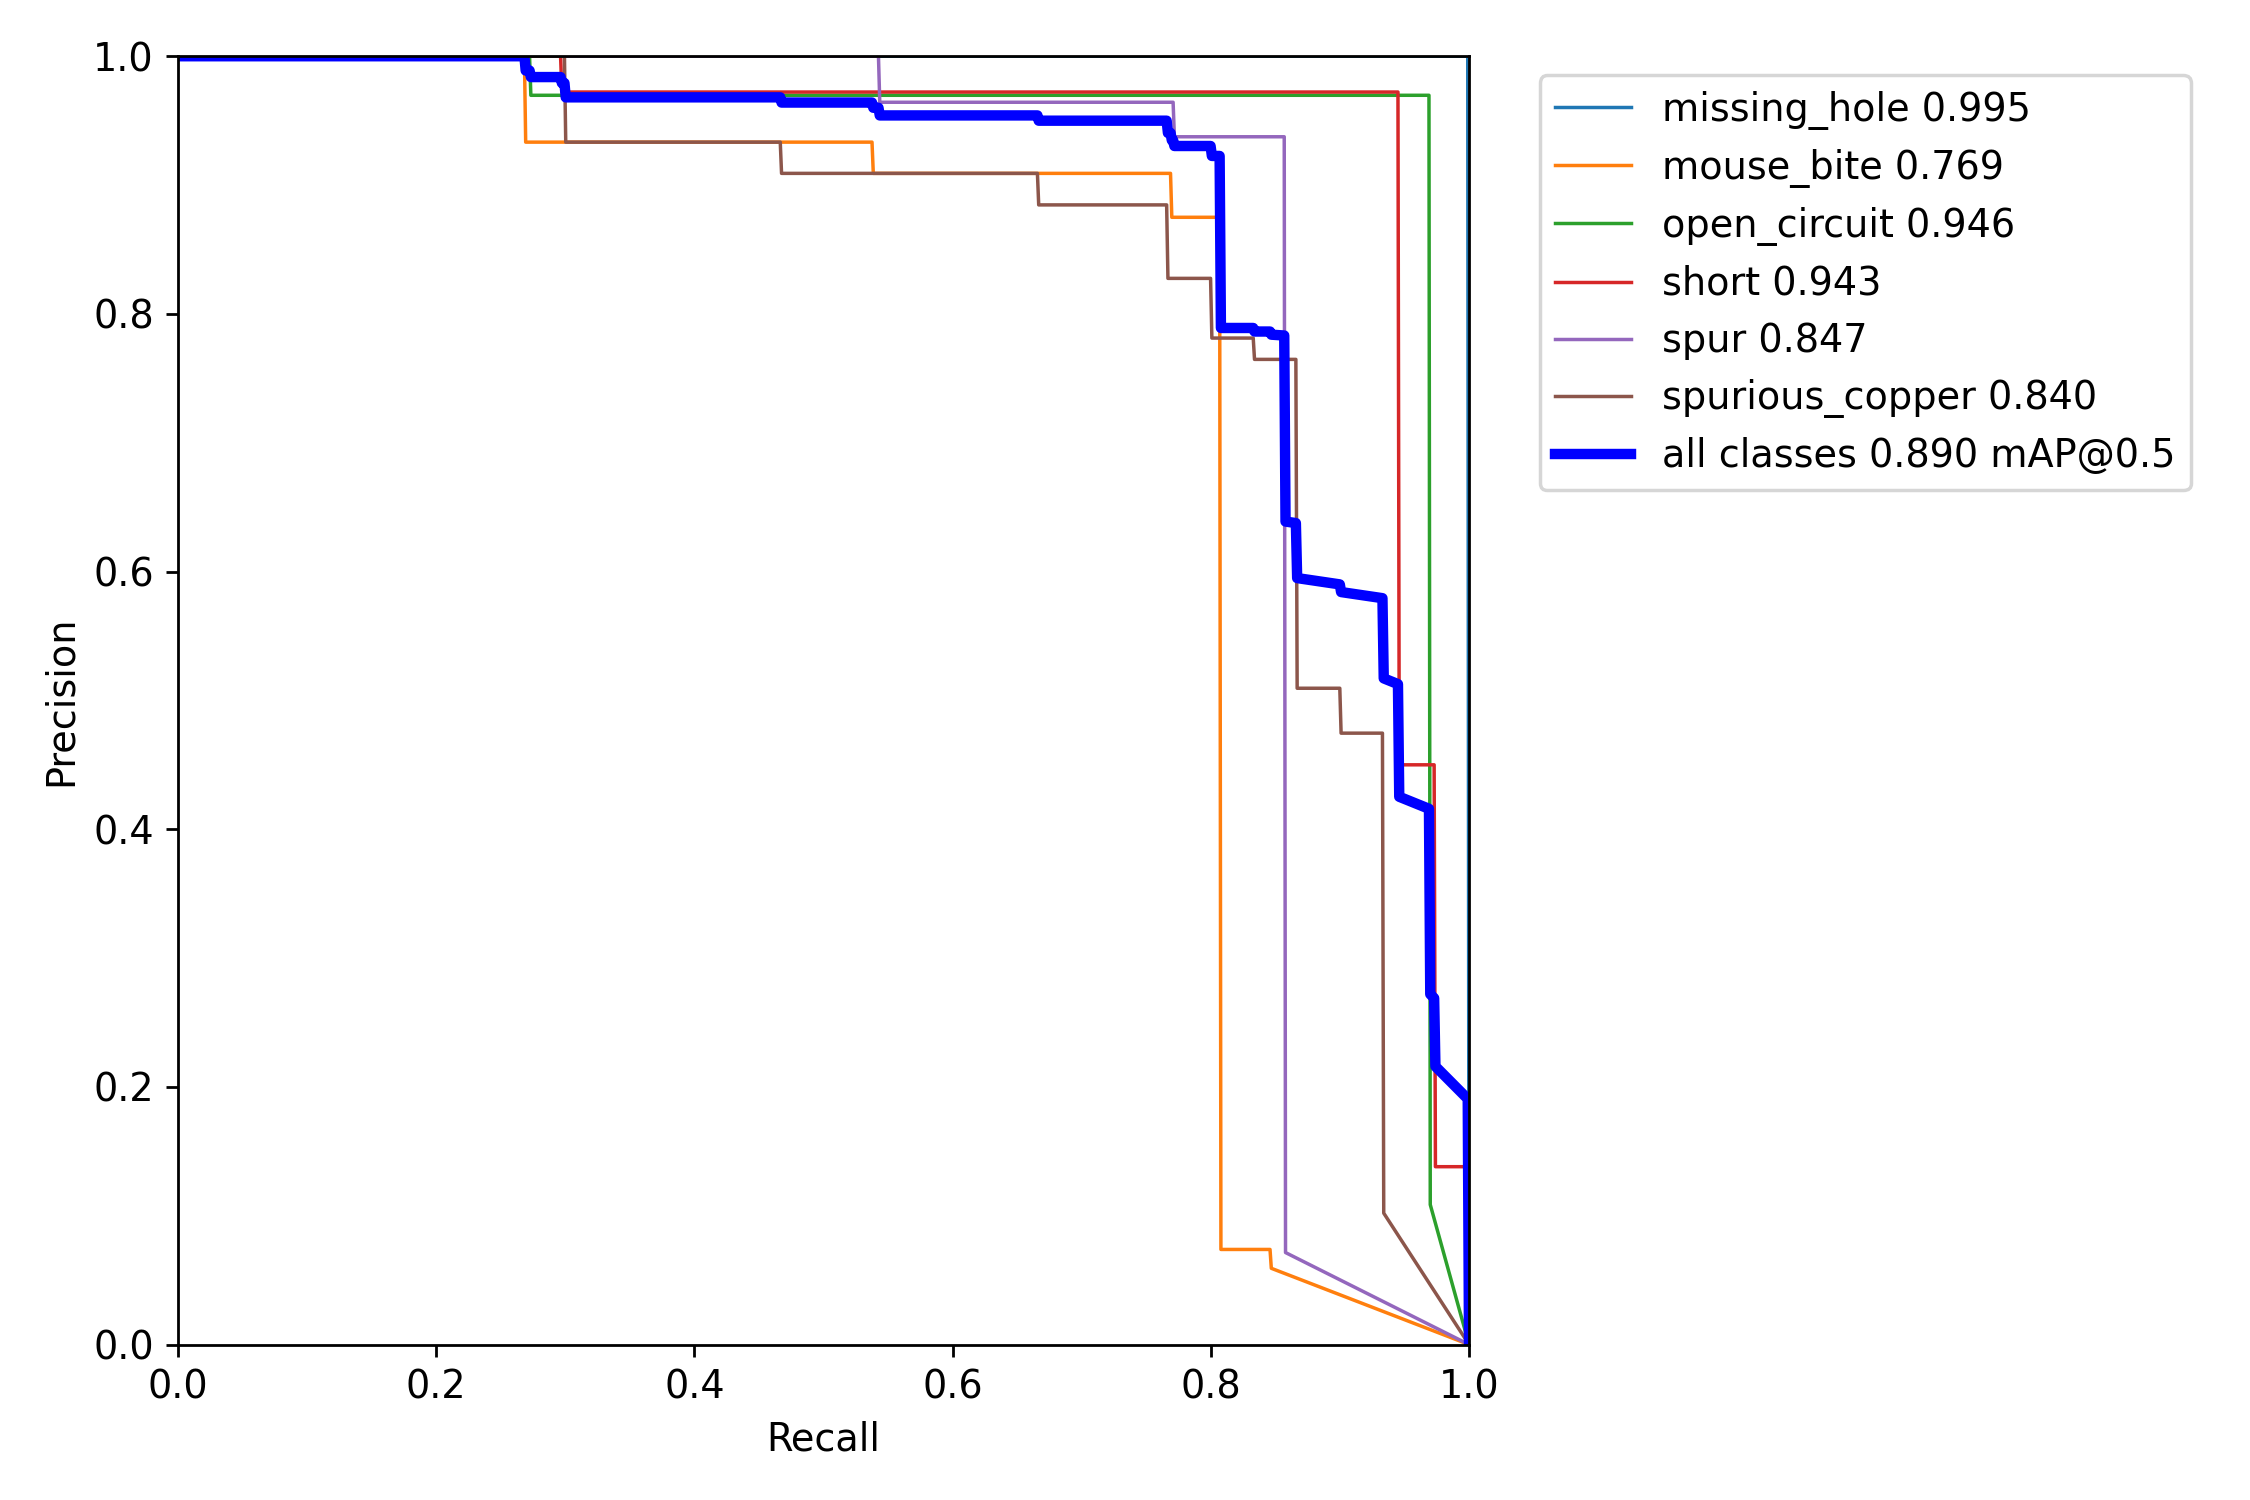 1.0
0.8
0.6
0.4
0.2
0.0
Precision
0.0 0.2 0.4 0.6 0.8 1.0
Recall
missing_hole 0.995
mouse_bite 0.769
open_circuit 0.946
short 0.943
spur 0.847
spurious_copper 0.840
all classes 0.890 mAP@0.5